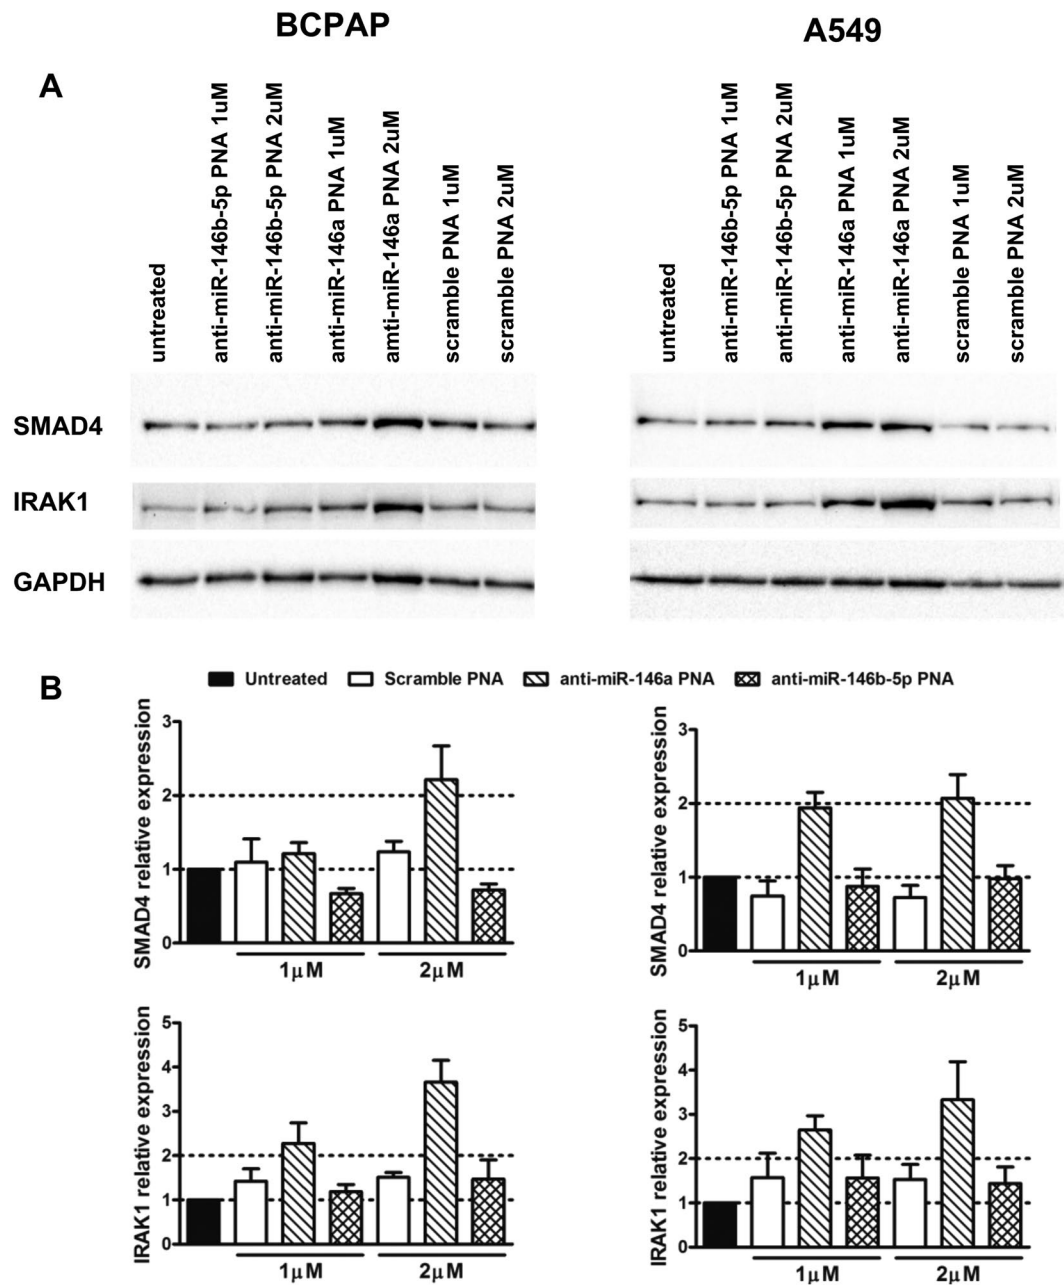 BCPAP
A549
A
untreated
anti-miR-146b-5p PNA 1uM
anti-miR-146b-5p PNA 2uM
anti-miR-146a PNA 1uM
anti-miR-146a PNA 2uM
scramble PNA 1uM
scramble PNA 2uM
untreated
anti-miR-146b-5p PNA 1uM
anti-miR-146b-5p PNA 2uM
anti-miR-146a PNA 1uM
anti-miR-146a PNA 2uM
scramble PNA 1uM
scramble PNA 2uM
SMAD4
IRAK1
GAPDH
B
Untreated Scramble PNA anti-miR-146a PNA anti-miR-146b-5p PNA
SMAD4 relative expression
3
2
1
0
1μM 2μM
SMAD4 relative expression
3
2
1
0
1μM 2μM
IRAK1 relative expression
5
4
3
2
1
0
1μM 2μM
IRAK1 relative expression
5
4
3
2
1
0
1μM 2μM